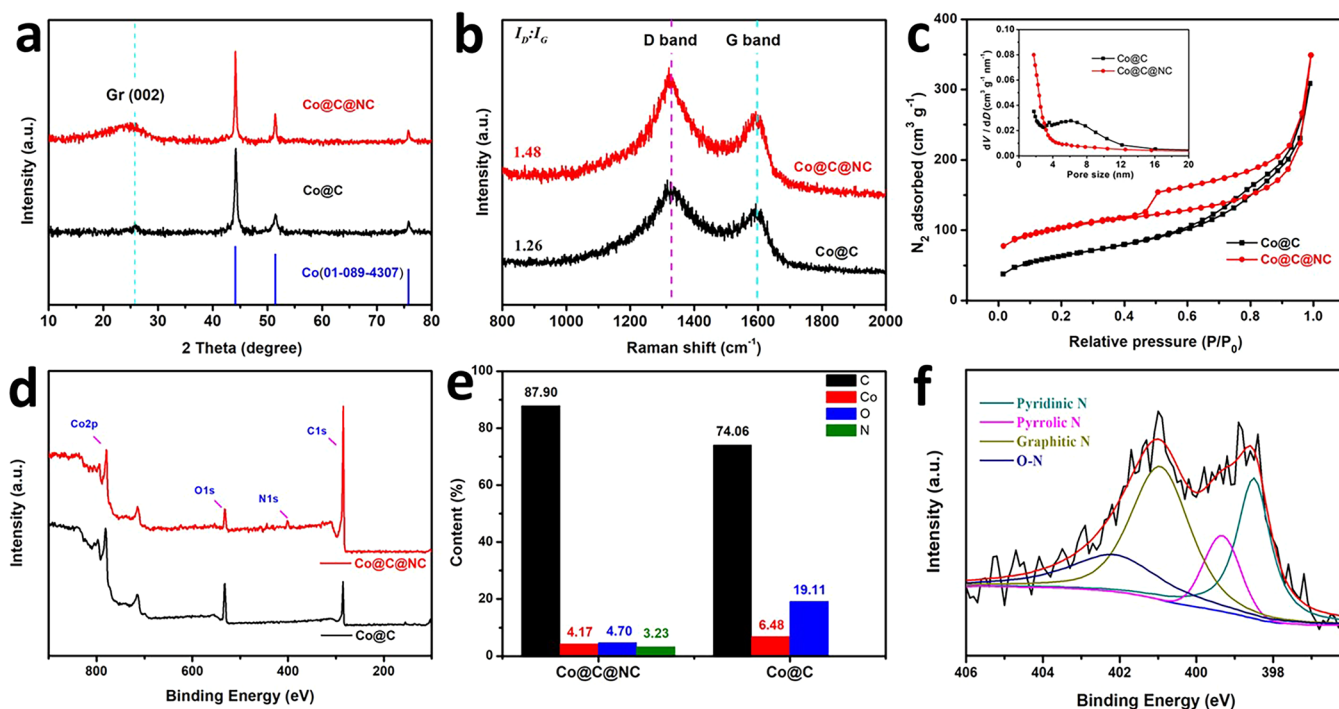 a
Gr (002)
Co@C@NC
Co@C
Co(01-089-4307)
Intensity (a.u.)
10 20 30 40 50 60 70 80
2 Theta (degree)
b
I_D:I_G
D band
G band
1.48
Co@C@NC
1.26
Co@C
Intensity (a.u.)
800 1000 1200 1400 1600 1800 2000
Raman shift (cm⁻¹)
c
400
350
300
250
200
150
100
50
0
N₂ adsorbed (cm³ g⁻¹)
0.0 0.2 0.4 0.6 0.8 1.0
Relative pressure (P/P₀)
Co@C
Co@C@NC
0.10
0.08
0.06
0.04
0.02
0.00
dV / dD (cm³ g⁻¹ nm⁻¹)
0 4 8 12 16 20
Pore size (nm)
Co@C
Co@C@NC
d
Co2p
O1s
N1s
C1s
Co@C@NC
Co@C
Intensity (a.u.)
800 600 400 200
Binding Energy (eV)
e
100
80
60
40
20
0
Content (%)
C
Co
O
N
87.90
4.17
4.70
3.23
74.06
6.48
19.11
Co@C@NC Co@C
f
Pyridinic N
Pyrrolic N
Graphitic N
O-N
Intensity (a.u.)
406 404 402 400 398
Binding Energy (eV)